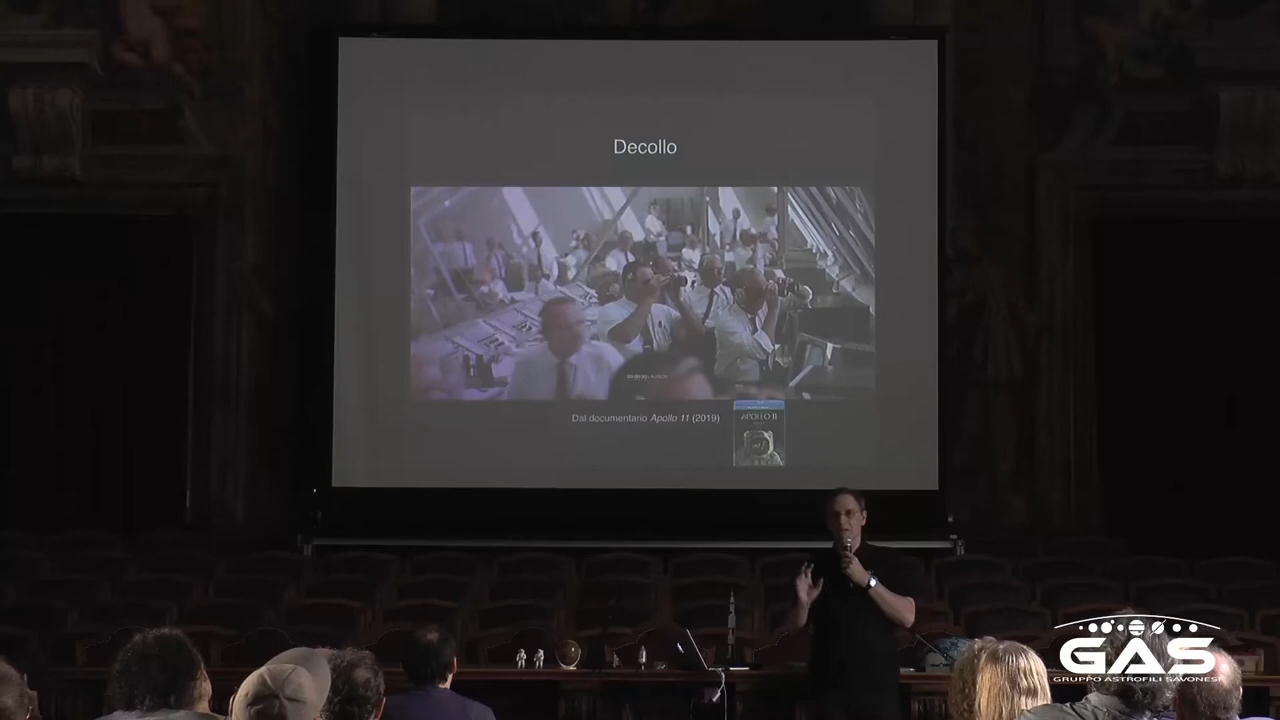 Decollo
Dal documentario Apollo 11 (2019)
APOLLO 11
GAS
GRUPPO ASTROFILI SAVONESI